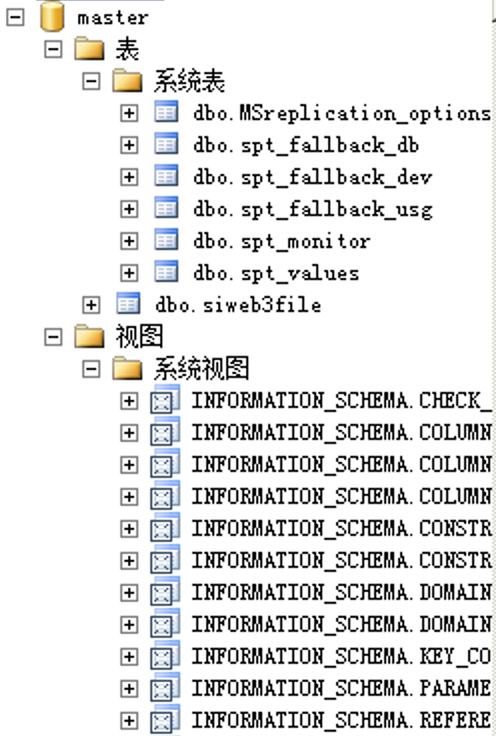 master
表
系统表
dbo.MSreplication_options
dbo.spt_fallback_db
dbo.spt_fallback_dev
dbo.spt_fallback_usg
dbo.spt_monitor
dbo.spt_values
dbo.siweb3file
视图
系统视图
INFORMATION_SCHEMA.CHECK_
INFORMATION_SCHEMA.COLUMN
INFORMATION_SCHEMA.COLUMN
INFORMATION_SCHEMA.COLUMN
INFORMATION_SCHEMA.CONSTR
INFORMATION_SCHEMA.CONSTR
INFORMATION_SCHEMA.DOMAIN
INFORMATION_SCHEMA.DOMAIN
INFORMATION_SCHEMA.KEY_CO
INFORMATION_SCHEMA.PARAME
INFORMATION_SCHEMA.REFERE